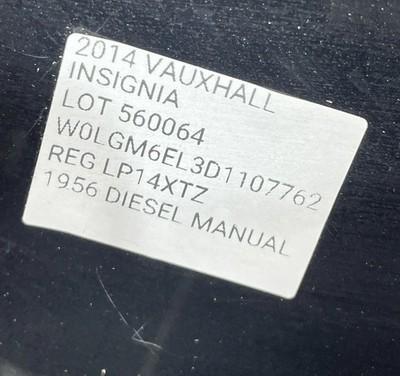 2014 VAUXHALL
INSIGNIA
LOT 560064
W0LGM6EL3D1107762
REG LP14XTZ
1956 DIESEL MANUAL